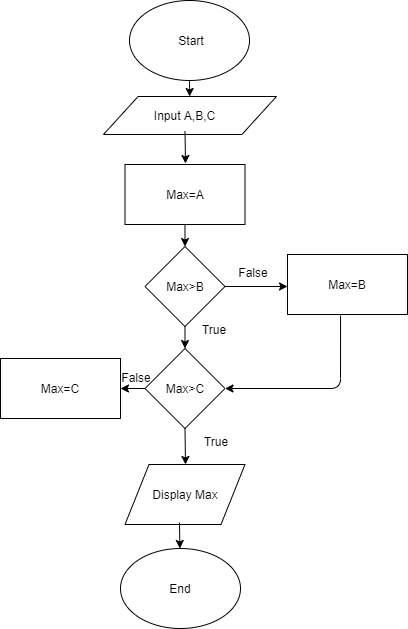 Start
Input A,B,C
Max=A
Max>B
False
Max=B
True
Max=C
False
Max>C
True
Display Max
End